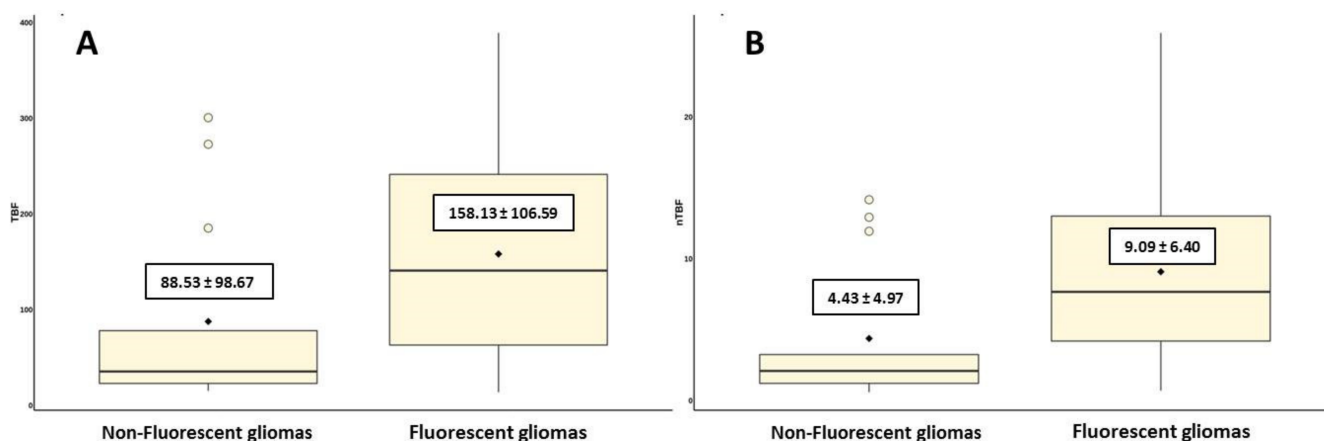 A
400
300
200
100
0
TBF
88.53 ± 98.67
158.13 ± 106.59
Non-Fluorescent gliomas
Fluorescent gliomas
B
20
10
0
nTBF
4.43 ± 4.97
9.09 ± 6.40
Non-Fluorescent gliomas
Fluorescent gliomas